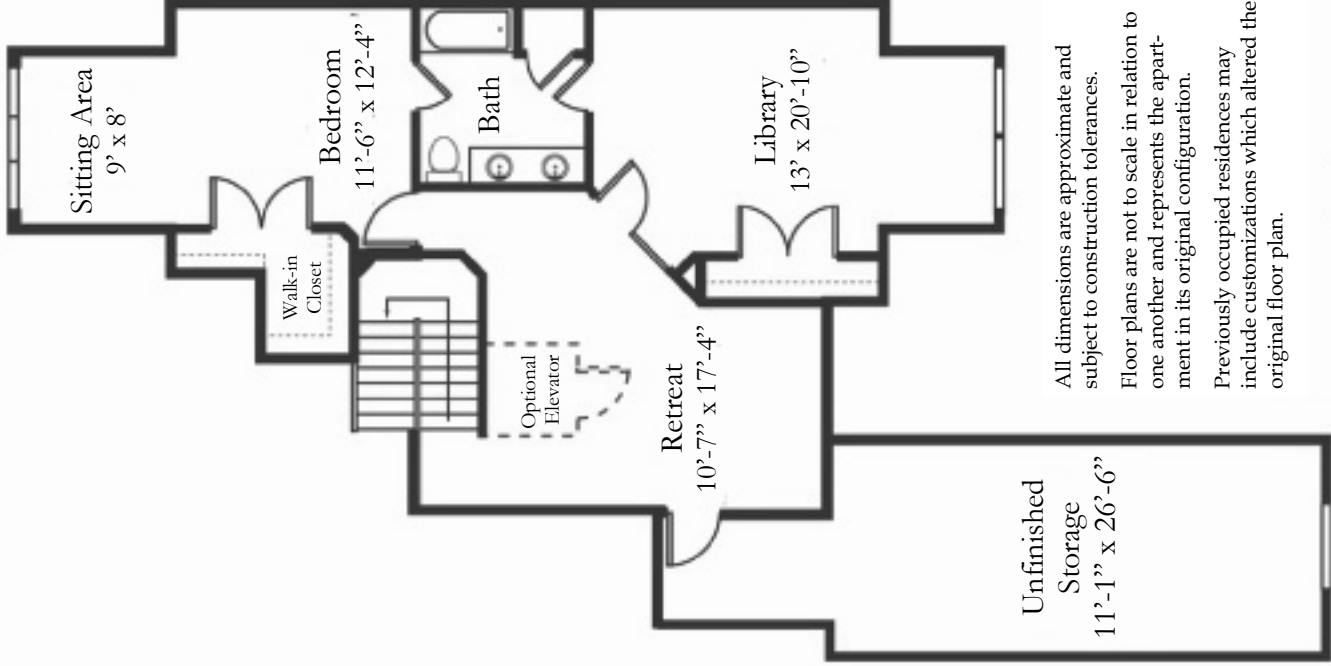 Sitting Area
9’ x 8’
Bedroom
11’-6” x 12’-4”
Bath
Library
13’ x 20’-10”
Walk-in
Closet
Optional
Elevator
Retreat
10’-7” x 17’-4”
Unfinished
Storage
11’-1” x 26’-6”
All dimensions are approximate and
subject to construction tolerances.
Floor plans are not to scale in relation to
one another and represents the apart-
ment in its original configuration.
Previously occupied residences may
include customizations which altered the
original floor plan.